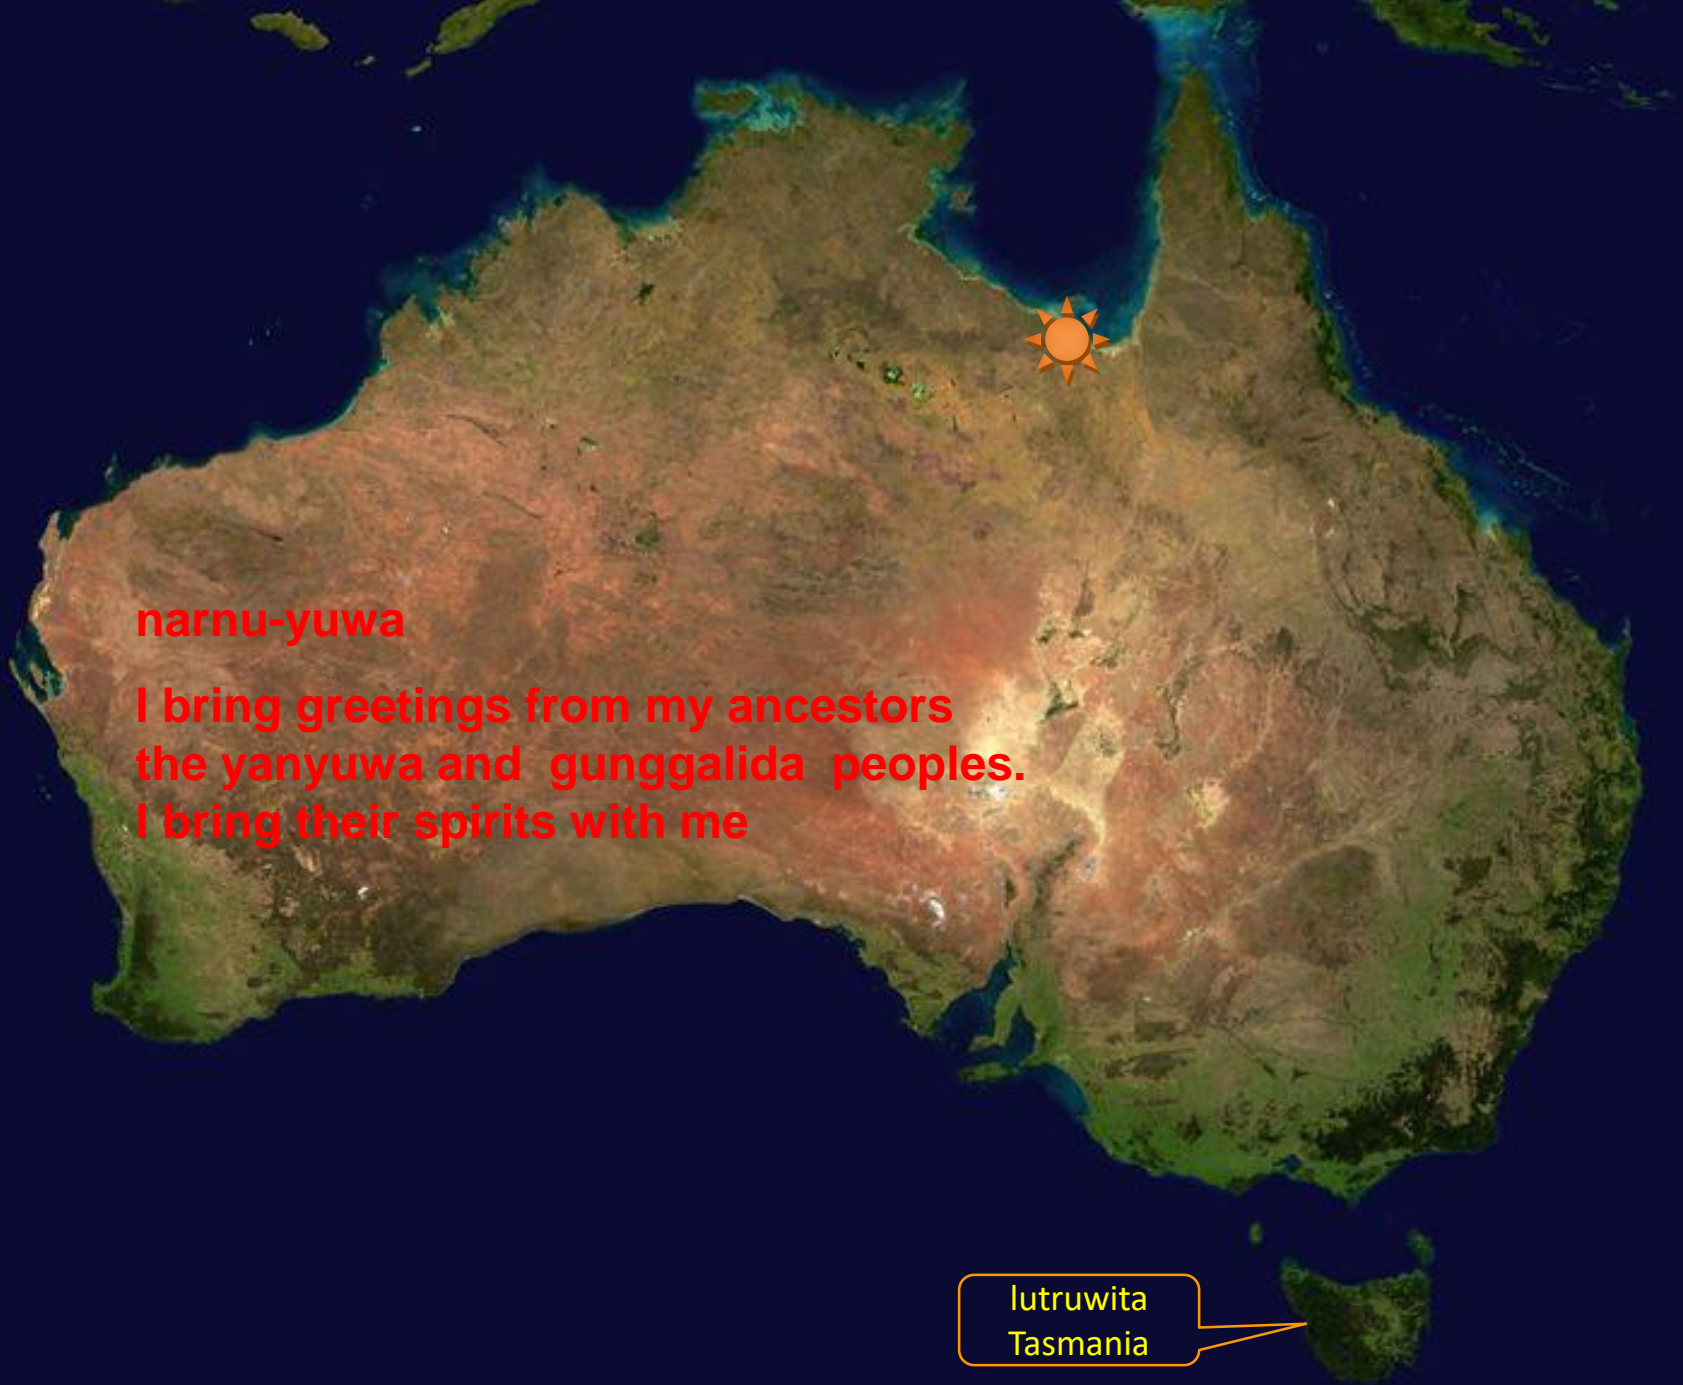 narnu-yuwa
I bring greetings from my ancestors
the yanyuwa and gunggalida peoples.
I bring their spirits with me
lutruwita
Tasmania